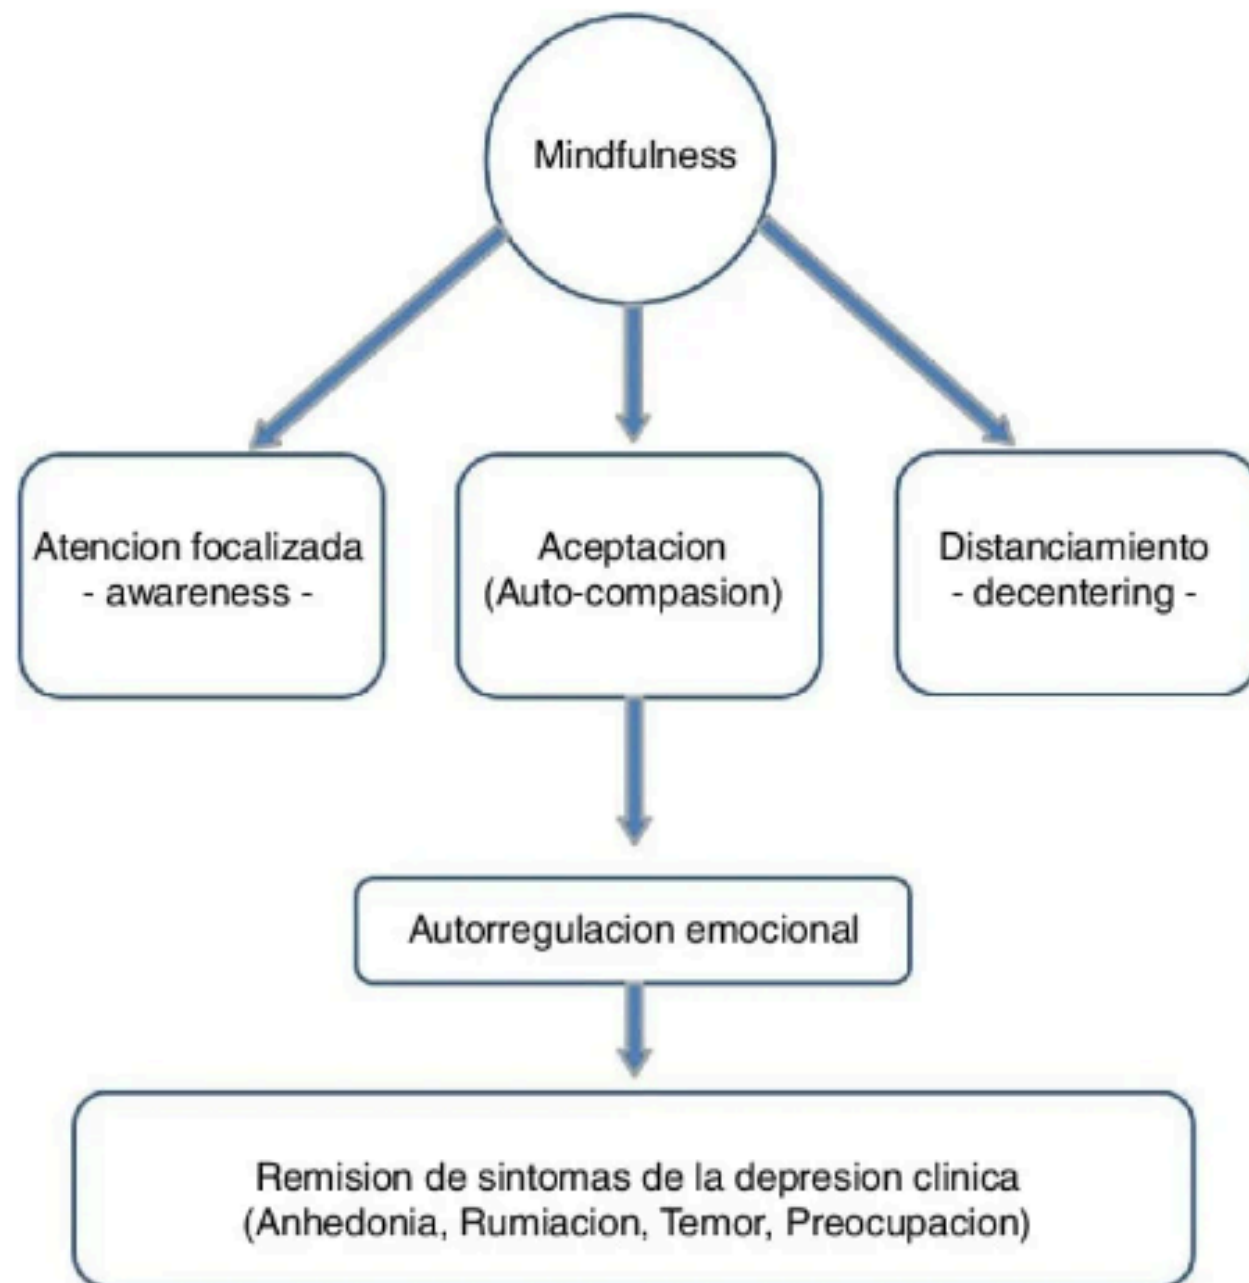 Mindfulness
Atencion focalizada
- awareness -
Aceptacion
(Auto-compasion)
Distanciamiento
- decentering -
Autorregulacion emocional
Remision de sintomas de la depresion clinica
(Anhedonia, Rumiacion, Temor, Preocupacion)